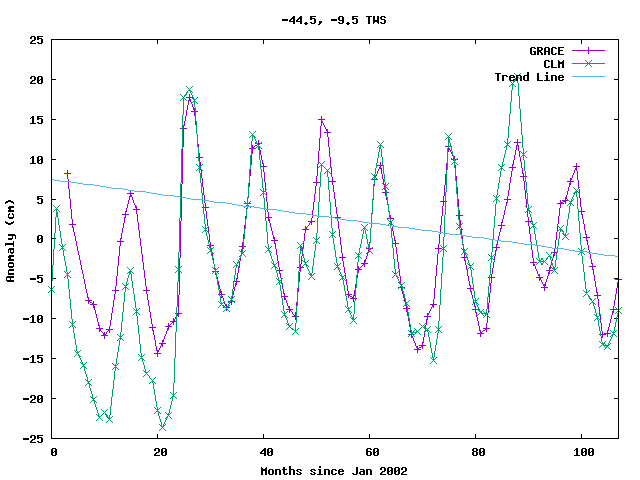 -44.5, -9.5 TWS
GRACE
CLM
Trend Line
Anomaly (cm)
25
20
15
10
5
0
-5
-10
-15
-20
-25
0 20 40 60 80 100
Months since Jan 2002